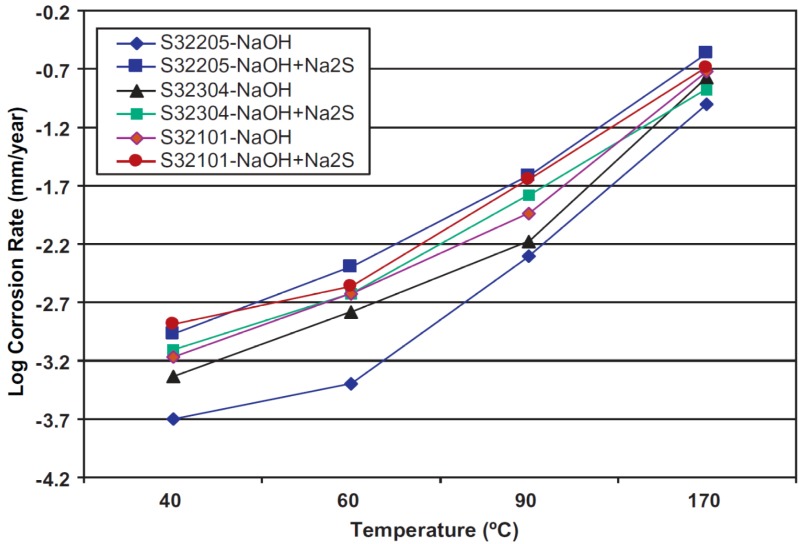 -0.2
-0.7
-1.2
-1.7
-2.2
-2.7
-3.2
-3.7
-4.2
Log Corrosion Rate (mm/year)
S32205-NaOH
S32205-NaOH+Na2S
S32304-NaOH
S32304-NaOH+Na2S
S32101-NaOH
S32101-NaOH+Na2S
40 60 90 170
Temperature (ºC)